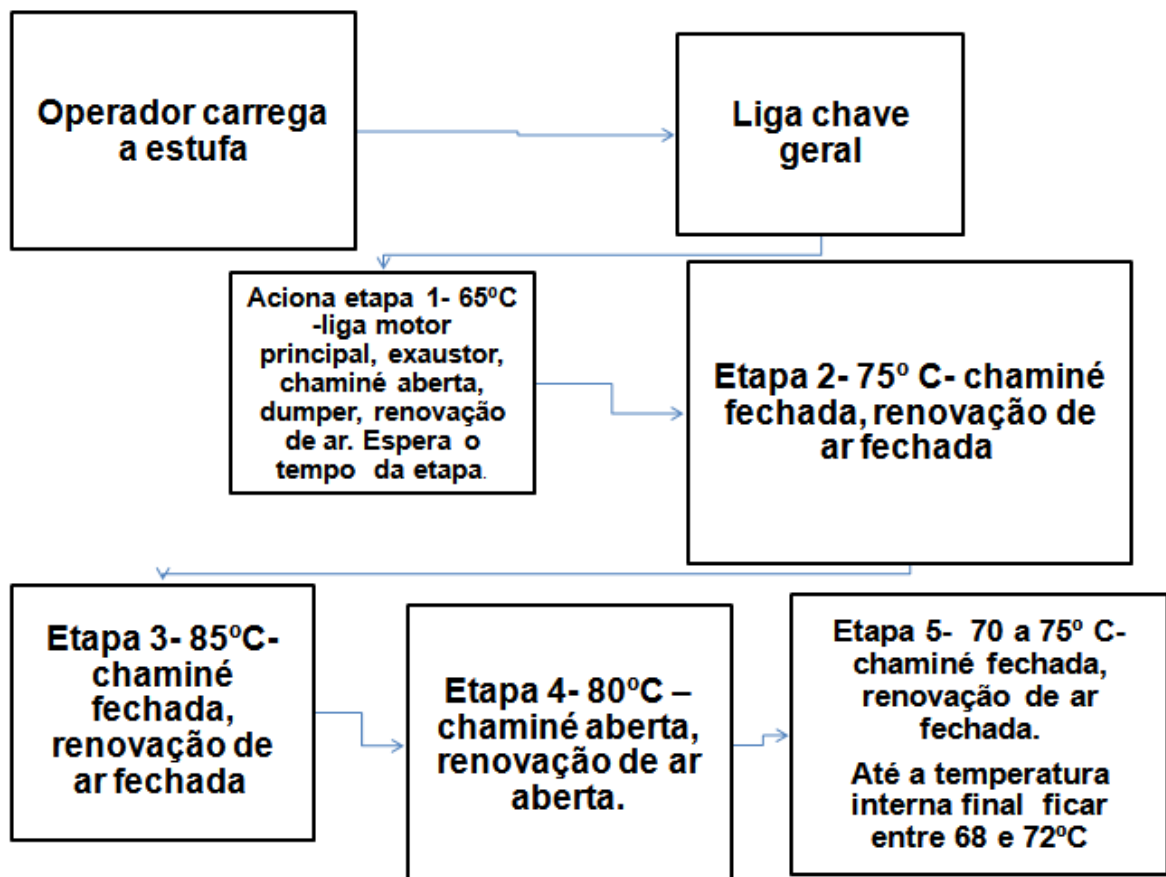 Operador carrega
a estufa
Liga chave
geral
Aciona etapa 1- 65ºC
-liga motor
principal, exaustor,
chaminé aberta,
dumper, renovação
de ar. Espera o
tempo da etapa.
Etapa 2- 75º C- chaminé
fechada, renovação de
ar fechada
Etapa 3- 85ºC-
chaminé
fechada,
renovação de
ar fechada
Etapa 4- 80ºC –
chaminé aberta,
renovação de ar
aberta.
Etapa 5- 70 a 75º C-
chaminé fechada,
renovação de ar
fechada.
Até a temperatura
interna final ficar
entre 68 e 72ºC